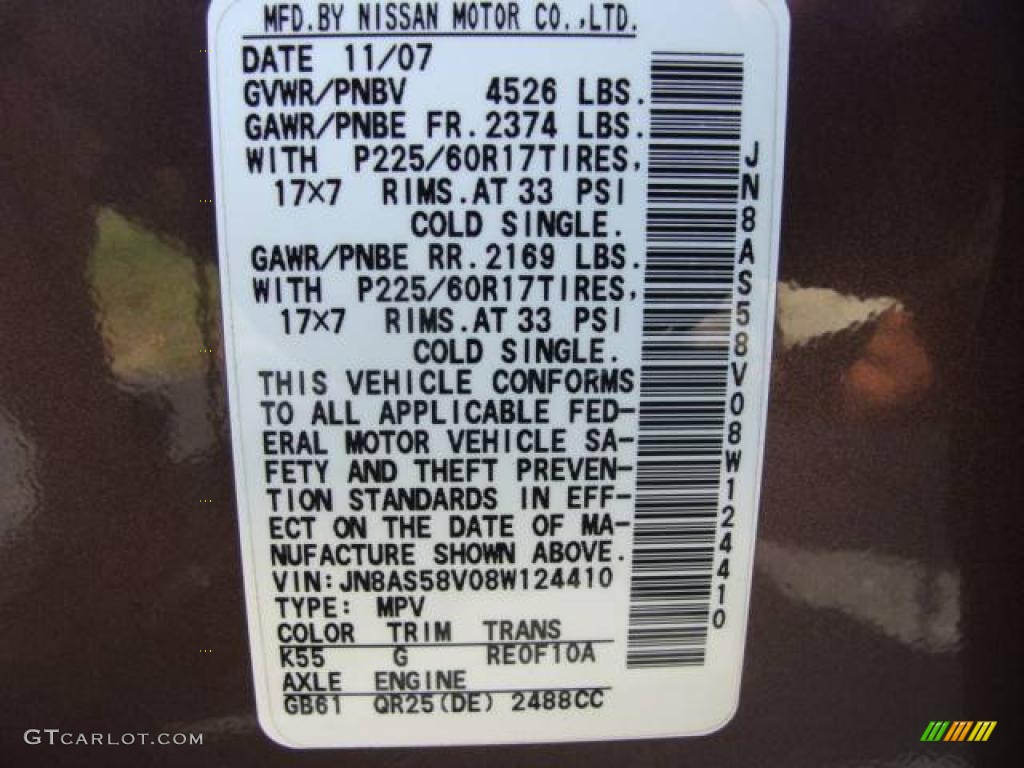 MFD.BY NISSAN MOTOR CO.,LTD.
DATE 11/07
GVWR/PNBV 4526 LBS.
GAWR/PNBE FR.2374 LBS.
WITH P225/60R17TIRES,
17×7 RIMS.AT 33 PSI
COLD SINGLE.
GAWR/PNBE RR.2169 LBS.
WITH P225/60R17TIRES,
17×7 RIMS.AT 33 PSI
COLD SINGLE.
THIS VEHICLE CONFORMS
TO ALL APPLICABLE FED-
ERAL MOTOR VEHICLE SA-
FETY AND THEFT PREVEN-
TION STANDARDS IN EFF-
ECT ON THE DATE OF MA-
NUFACTURE SHOWN ABOVE.
VIN:JN8AS58V08W124410
TYPE: MPV
COLOR TRIM TRANS
K55 G RE0F10A
AXLE ENGINE
GB61 QR25(DE) 2488CC
JN8AS58V08W124410
GTCARLOT.COM